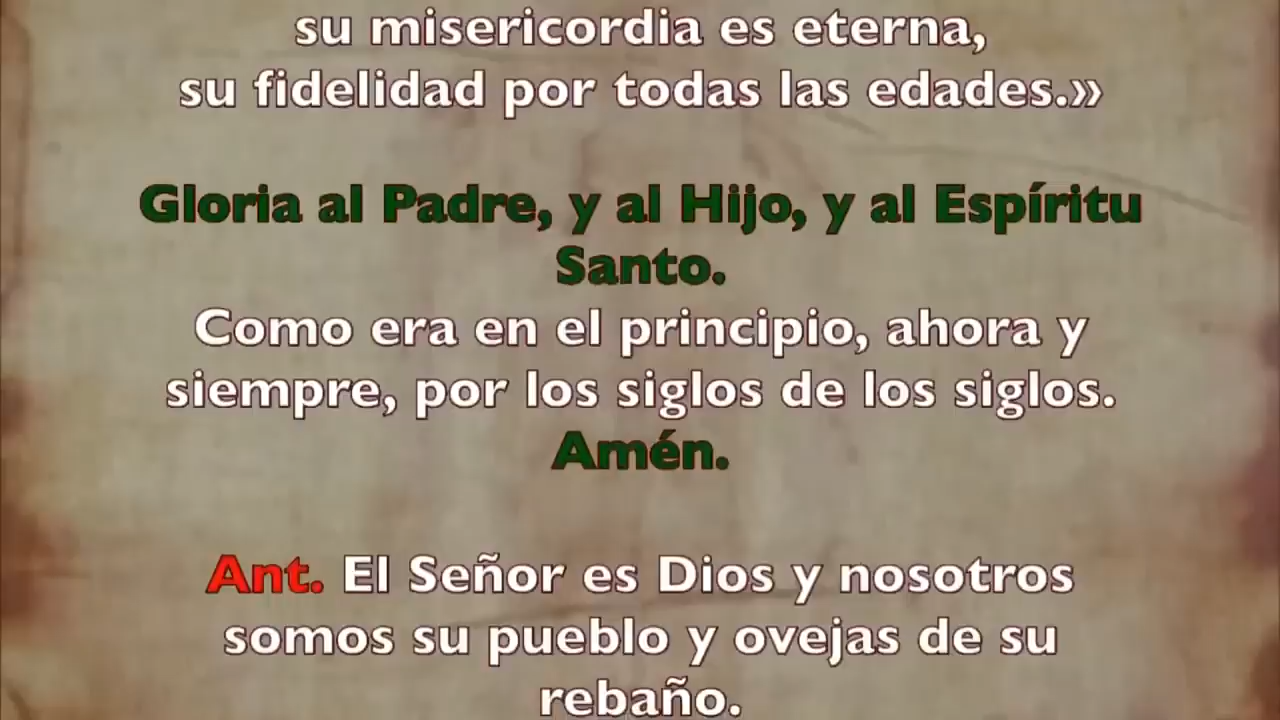 su misericordia es eterna,
su fidelidad por todas las edades.»
Gloria al Padre, y al Hijo, y al Espíritu
Santo.
Como era en el principio, ahora y
siempre, por los siglos de los siglos.
Amén.
Ant. El Señor es Dios y nosotros
somos su pueblo y ovejas de su
rebaño.